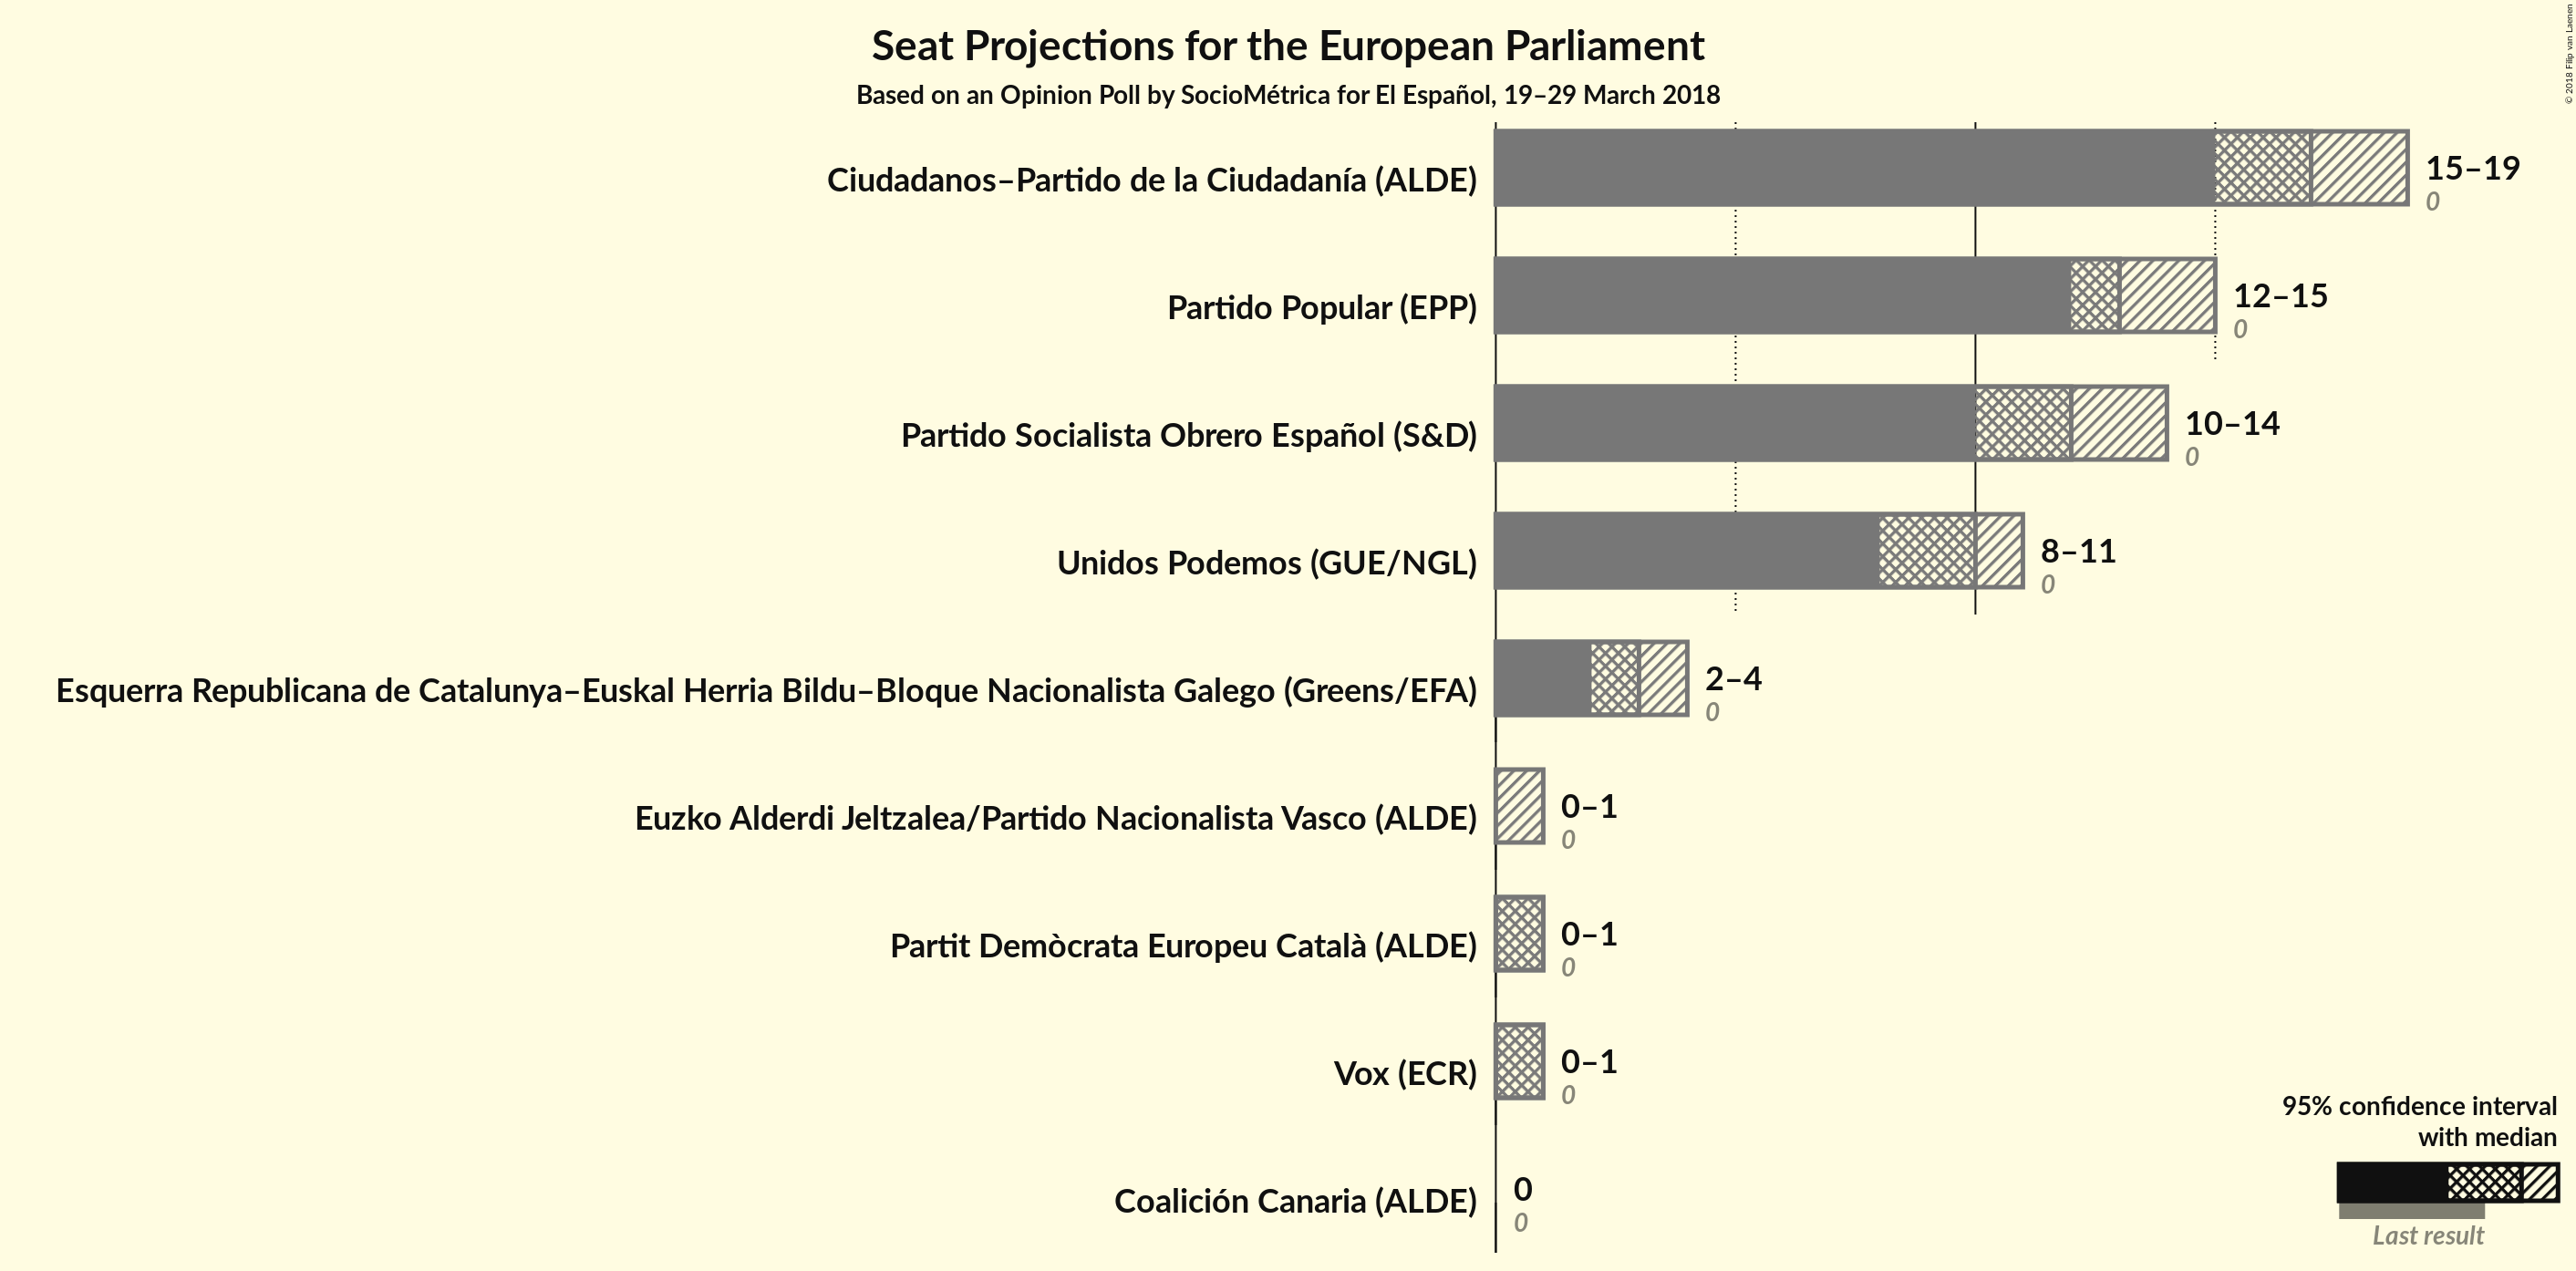 Seat Projections for the European Parliament
Based on an Opinion Poll by SocioMétrica for El Español, 19–29 March 2018
© 2018 Filip van Laenen
Ciudadanos–Partido de la Ciudadanía (ALDE)
15–19
0
Partido Popular (EPP)
12–15
0
Partido Socialista Obrero Español (S&D)
10–14
0
Unidos Podemos (GUE/NGL)
8–11
0
Esquerra Republicana de Catalunya–Euskal Herria Bildu–Bloque Nacionalista Galego (Greens/EFA)
2–4
0
Euzko Alderdi Jeltzalea/Partido Nacionalista Vasco (ALDE)
0–1
0
Partit Demòcrata Europeu Català (ALDE)
0–1
0
Vox (ECR)
0–1
0
Coalición Canaria (ALDE)
0
0
95% confidence interval
with median
Last result